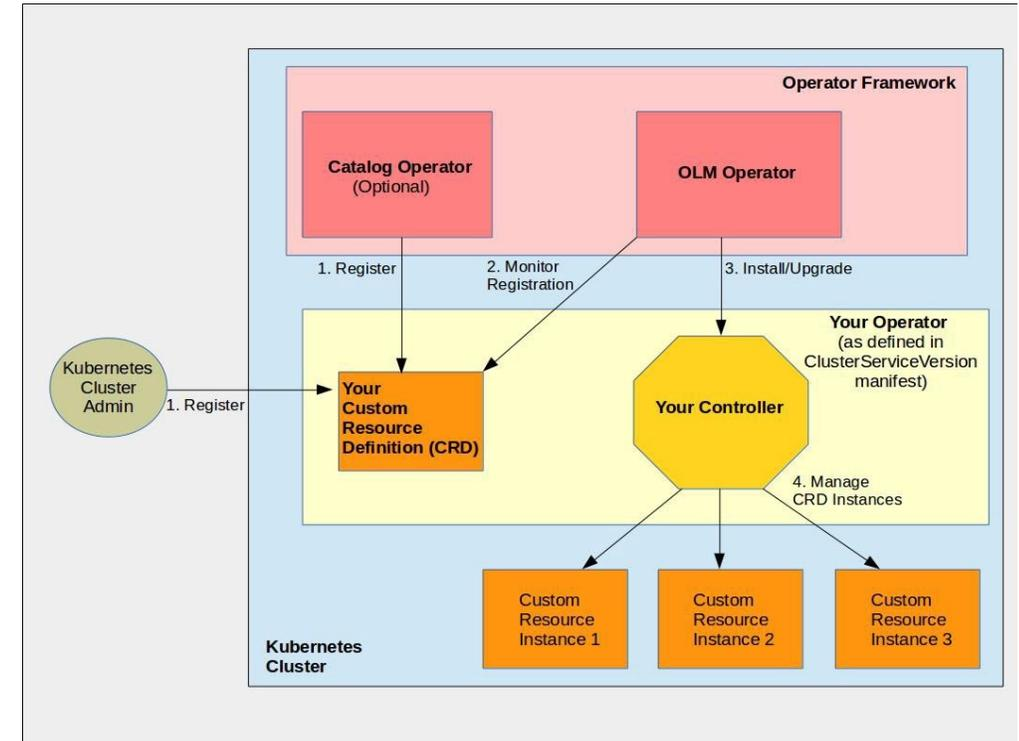 Operator Framework
Catalog Operator
(Optional)
OLM Operator
1. Register
2. Monitor
Registration
3. Install/Upgrade
Your Operator
(as defined in
ClusterServiceVersion
manifest)
Kubernetes
Cluster
Admin
1. Register
Your
Custom
Resource
Definition (CRD)
Your Controller
4. Manage
CRD Instances
Custom
Resource
Instance 1
Custom
Resource
Instance 2
Custom
Resource
Instance 3
Kubernetes
Cluster